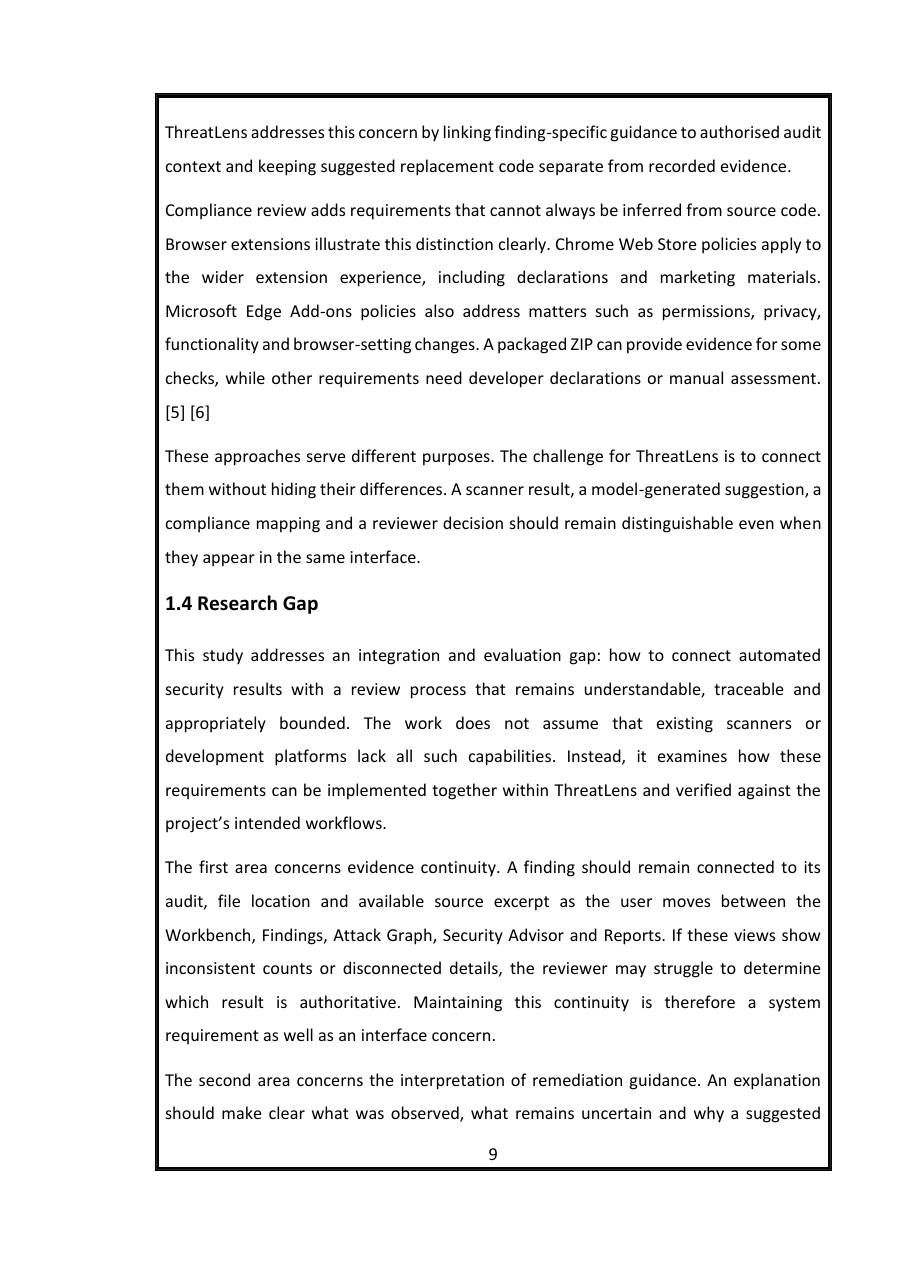 ThreatLens addresses this concern by linking finding-specific guidance to authorised audit
context and keeping suggested replacement code separate from recorded evidence.
Compliance review adds requirements that cannot always be inferred from source code.
Browser extensions illustrate this distinction clearly. Chrome Web Store policies apply to
the wider extension experience, including declarations and marketing materials.
Microsoft Edge Add-ons policies also address matters such as permissions, privacy,
functionality and browser-setting changes. A packaged ZIP can provide evidence for some
checks, while other requirements need developer declarations or manual assessment.
[5] [6]
These approaches serve different purposes. The challenge for ThreatLens is to connect
them without hiding their differences. A scanner result, a model-generated suggestion, a
compliance mapping and a reviewer decision should remain distinguishable even when
they appear in the same interface.
1.4 Research Gap
This study addresses an integration and evaluation gap: how to connect automated
security results with a review process that remains understandable, traceable and
appropriately bounded. The work does not assume that existing scanners or
development platforms lack all such capabilities. Instead, it examines how these
requirements can be implemented together within ThreatLens and verified against the
project’s intended workflows.
The first area concerns evidence continuity. A finding should remain connected to its
audit, file location and available source excerpt as the user moves between the
Workbench, Findings, Attack Graph, Security Advisor and Reports. If these views show
inconsistent counts or disconnected details, the reviewer may struggle to determine
which result is authoritative. Maintaining this continuity is therefore a system
requirement as well as an interface concern.
The second area concerns the interpretation of remediation guidance. An explanation
should make clear what was observed, what remains uncertain and why a suggested
9